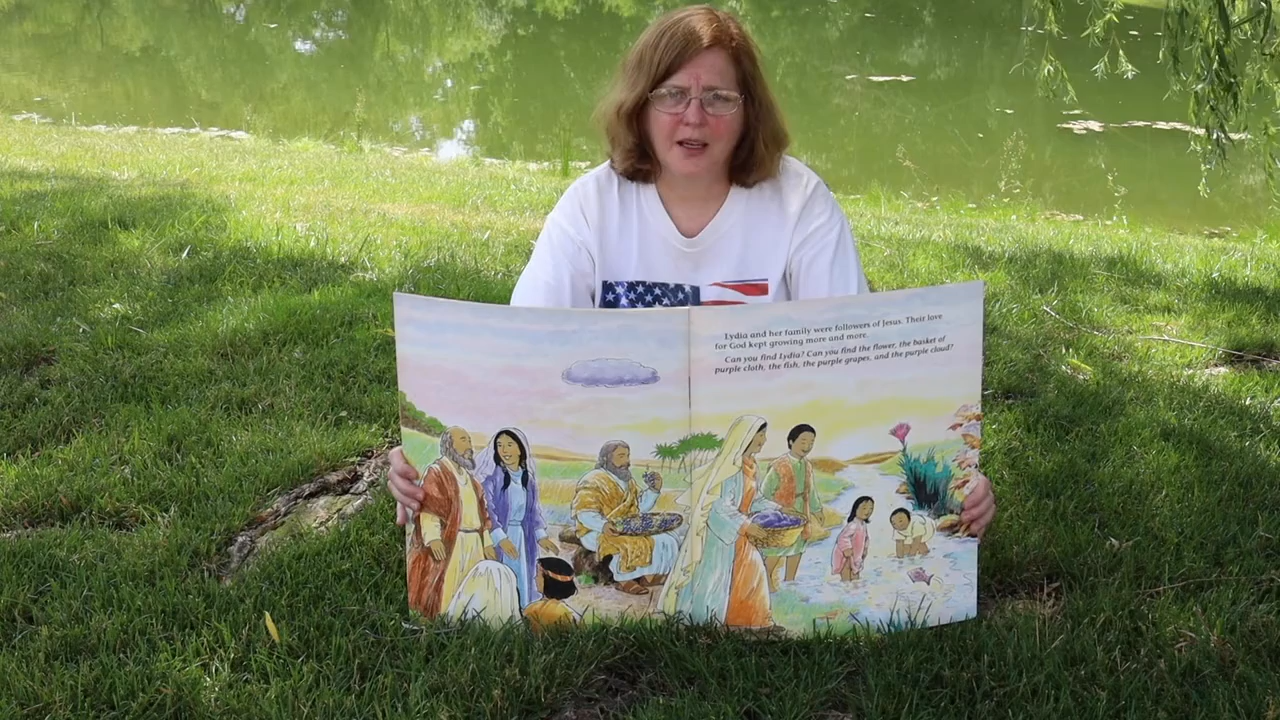 Lydia and her family were followers of Jesus. Their love
for God kept growing more and more.
Can you find Lydia? Can you find the flower, the basket of
purple cloth, the fish, the purple grapes, and the purple cloud?